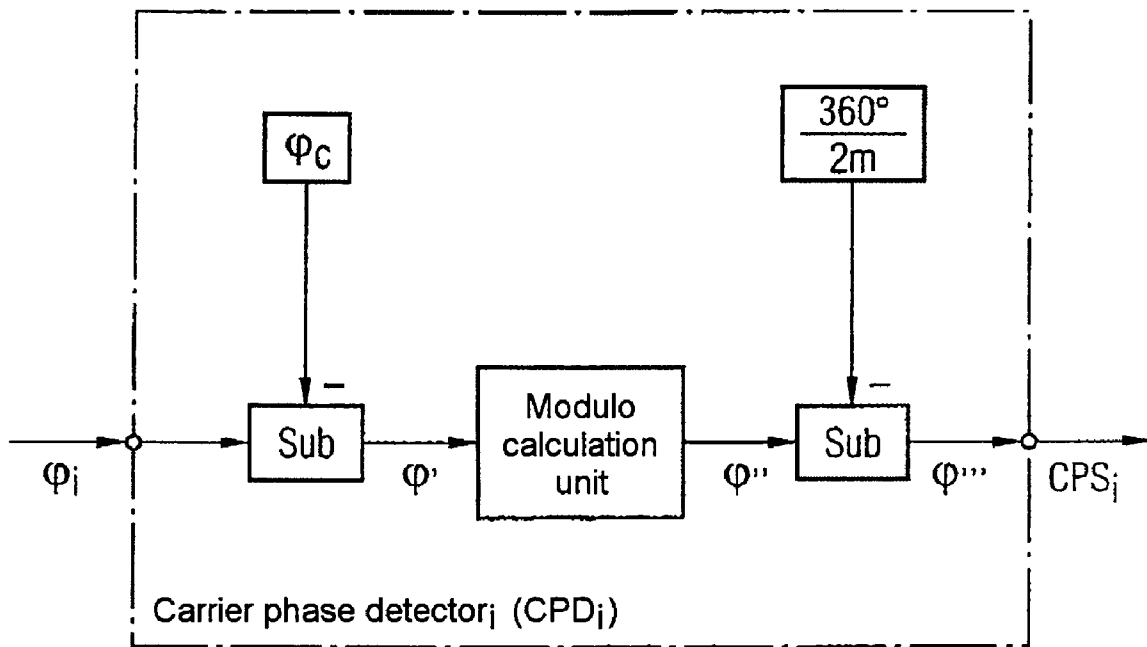 φC
360°
2m
−
−
Sub
Modulo
calculation
unit
Sub
φi
φ'
φ''
φ'''
CPSi
Carrier phase detectori (CPDi)